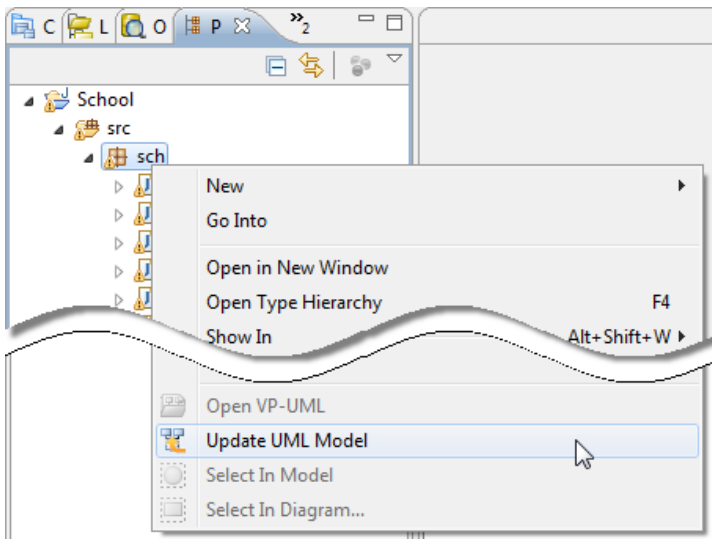 C L O P »2
School
src
sch
J
J
J
J
J
New
Go Into
Open in New Window
Open Type Hierarchy F4
Show In Alt+Shift+W
Open VP-UML
Update UML Model
Select In Model
Select In Diagram...